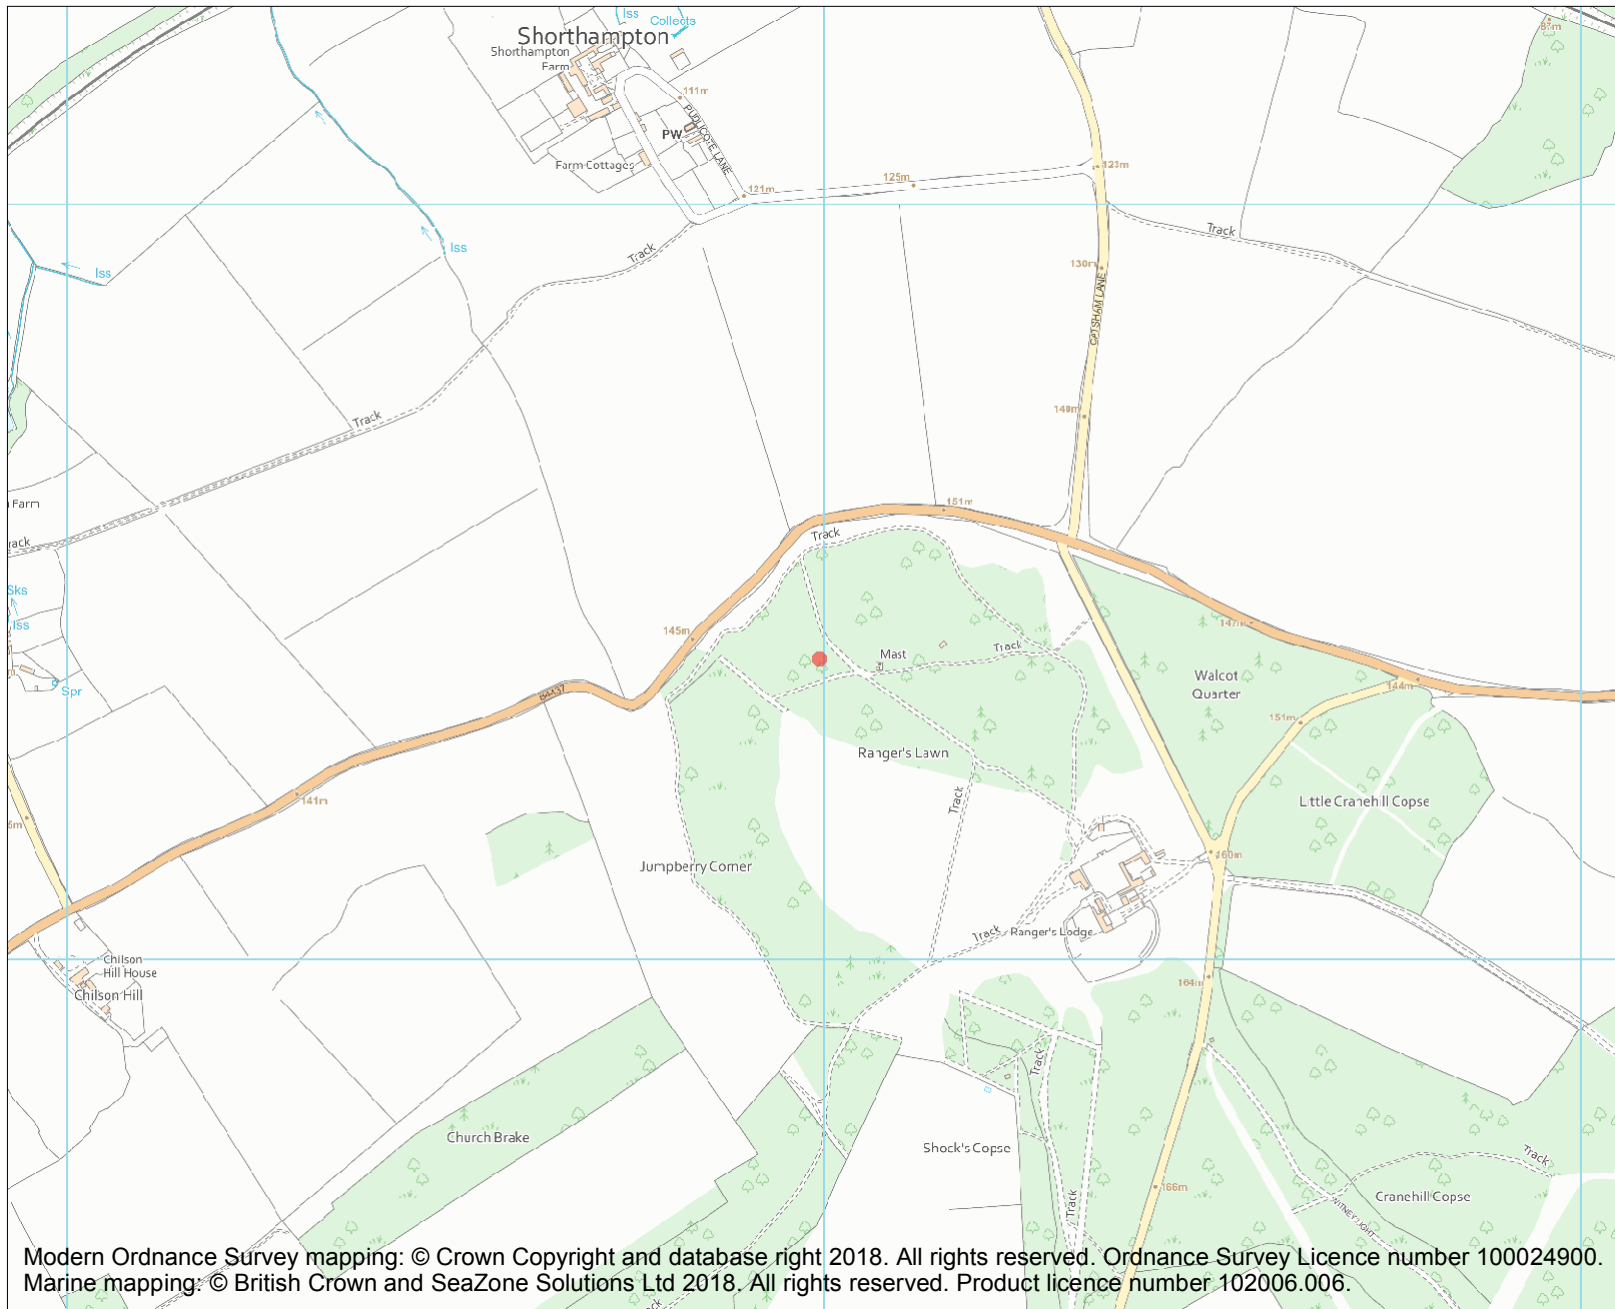 Iss
Collects
Shorthampton
Shorthampton
Farm
111m
PUDLICOTE LANE
PW
Farm Cottages
121m
125m
123m
Track
Iss
Iss
Track
130m
CATSHAM LANE
Track
140m
Farm
Track
151m
Track
Sks
Iss
Spr
145m
Mast
Track
147m
Walcot
Quarter
144m
B4437
151m
Ranger's Lawn
Track
141m
Little Cranehill Copse
Jumpberry Corner
160m
Track
Ranger's Lodge
Chilson
Hill House
Chilson Hill
164m
Track
Church Brake
Shock's Copse
Track
166m
Track
Cranehill Copse
Modern Ordnance Survey mapping: © Crown Copyright and database right 2018. All rights reserved. Ordnance Survey Licence number 100024900.
Marine mapping: © British Crown and SeaZone Solutions Ltd 2018. All rights reserved. Product licence number 102006.006.